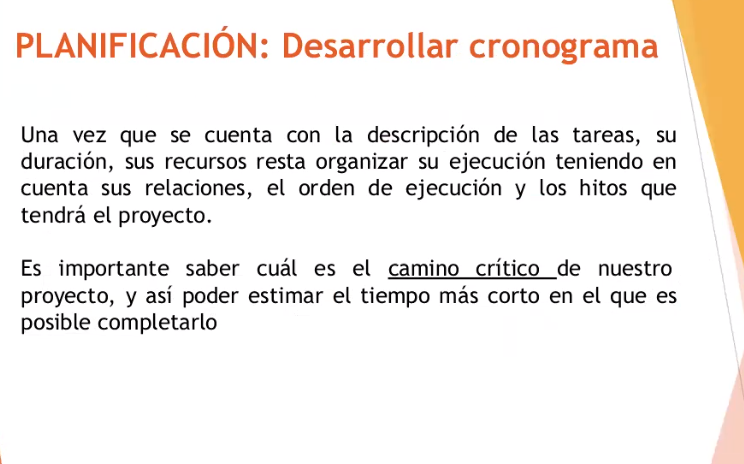 PLANIFICACIÓN: Desarrollar cronograma
Una vez que se cuenta con la descripción de las tareas, su
duración, sus recursos resta organizar su ejecución teniendo en
cuenta sus relaciones, el orden de ejecución y los hitos que
tendrá el proyecto.
Es importante saber cuál es el camino crítico de nuestro
proyecto, y así poder estimar el tiempo más corto en el que es
posible completarlo